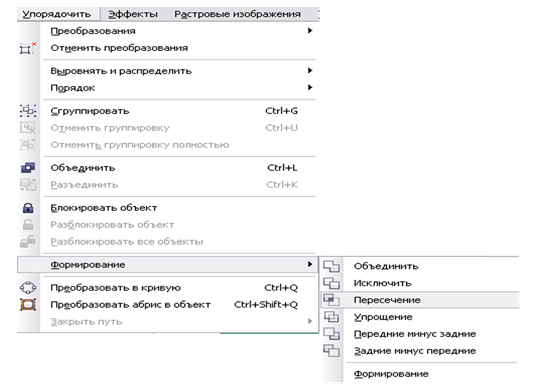 Упорядочить Эффекты Растровые изображения
Преобразования
Отменить преобразования
Выровнять и распределить
Порядок
Сгруппировать Ctrl+G
Отменить группировку Ctrl+U
Отменить группировку полностью
Объединить Ctrl+L
Разъединить Ctrl+K
Блокировать объект
Разблокировать объект
Разблокировать все объекты
Формирование
Преобразовать в кривую Ctrl+Q
Преобразовать абрис в объект Ctrl+Shift+Q
Закрыть путь
Объединить
Исключить
Пересечение
Упрощение
Передние минус задние
Задние минус передние
Формирование